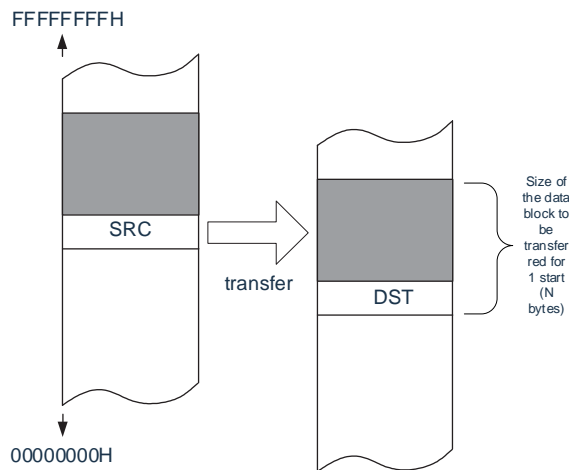 FFFFFFFFH
SRC
transfer
DST
Size of
the data
block to
be
transfer
red for
1 start
(N
bytes)
00000000H